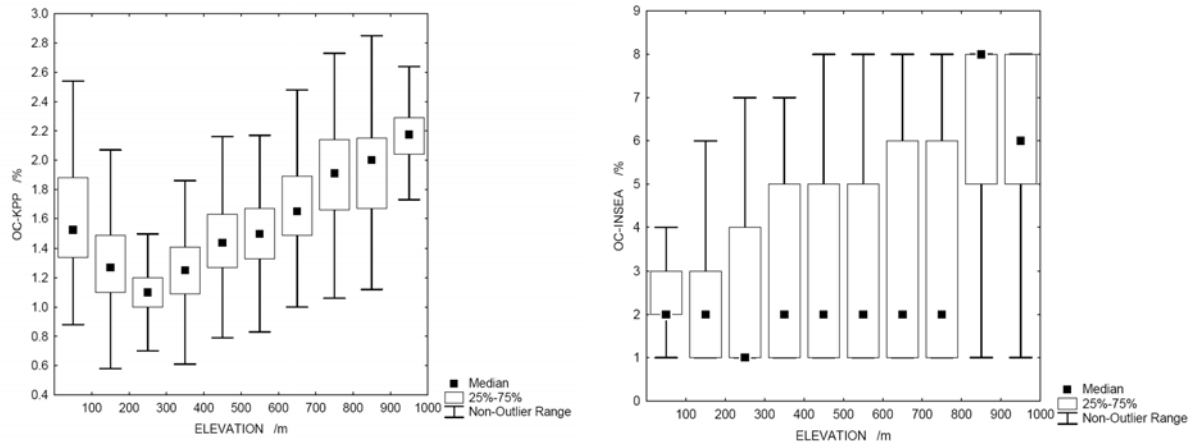 3.0
2.8
2.6
2.4
2.2
2.0
1.8
1.6
1.4
1.2
1.0
0.8
0.6
0.4
OC-KPP /%
100 200 300 400 500 600 700 800 900 1000
ELEVATION /m
Median
25%-75%
Non-Outlier Range
9
8
7
6
5
4
3
2
1
0
OC-INSEA /%
100 200 300 400 500 600 700 800 900 1000
ELEVATION /m
Median
25%-75%
Non-Outlier Range